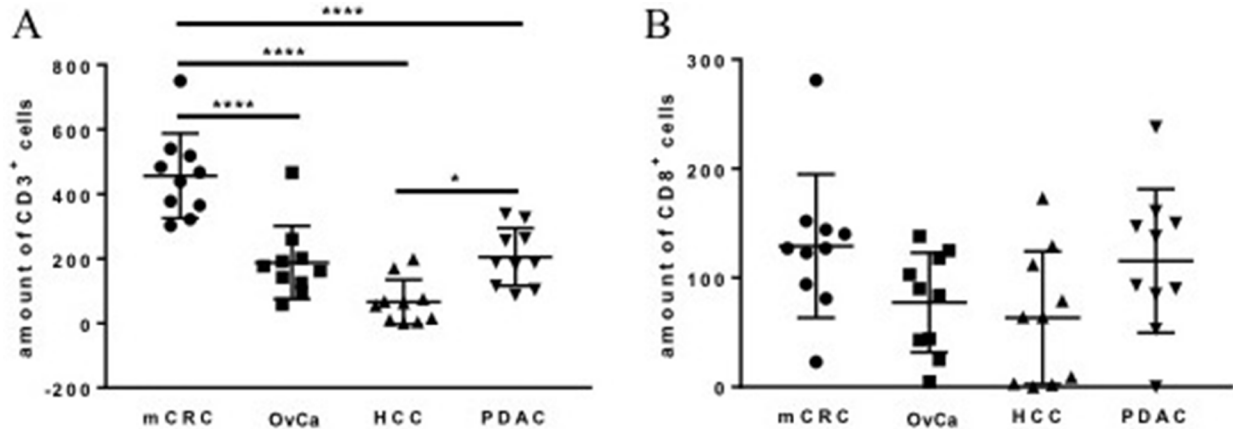 A
B
****
****
****
*
amount of CD3+ cells
800
600
400
200
0
-200
mCRC
OvCa
HCC
PDAC
amount of CD8+ cells
300
200
100
0
mCRC
OvCa
HCC
PDAC